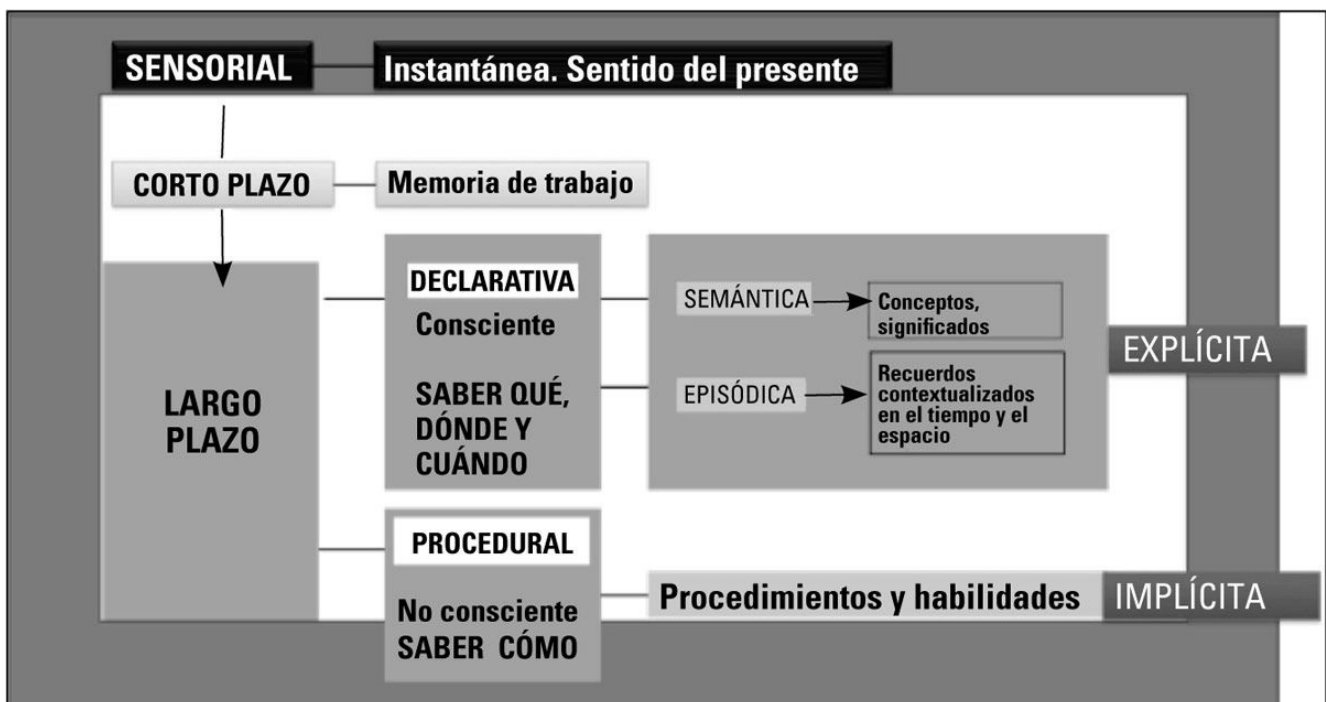 SENSORIAL
Instantánea. Sentido del presente
CORTO PLAZO
Memoria de trabajo
LARGO
PLAZO
DECLARATIVA
Consciente
SABER QUÉ,
DÓNDE Y
CUÁNDO
SEMÁNTICA
Conceptos,
significados
EPISÓDICA
Recuerdos
contextualizados
en el tiempo y el
espacio
EXPLÍCITA
PROCEDURAL
No consciente
SABER CÓMO
Procedimientos y habilidades
IMPLÍCITA